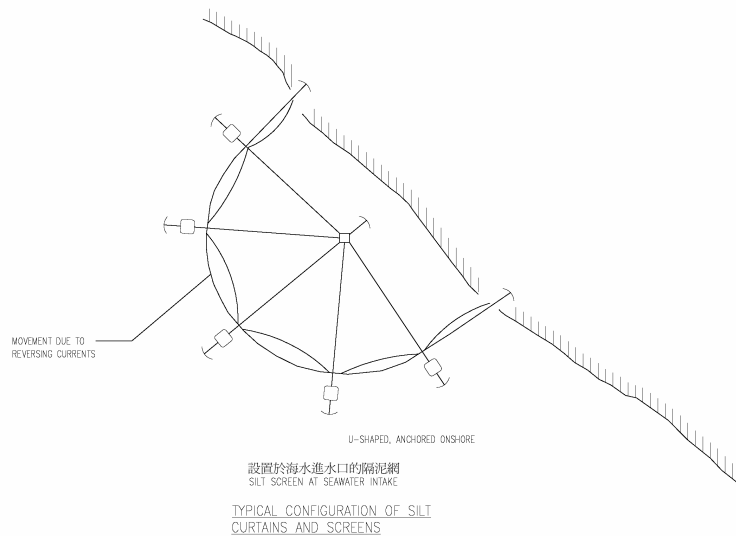 MOVEMENT DUE TO
REVERSING CURRENTS
U-SHAPED, ANCHORED ONSHORE
設置於海水進水口的隔泥網
SILT SCREEN AT SEAWATER INTAKE
TYPICAL CONFIGURATION OF SILT
CURTAINS AND SCREENS